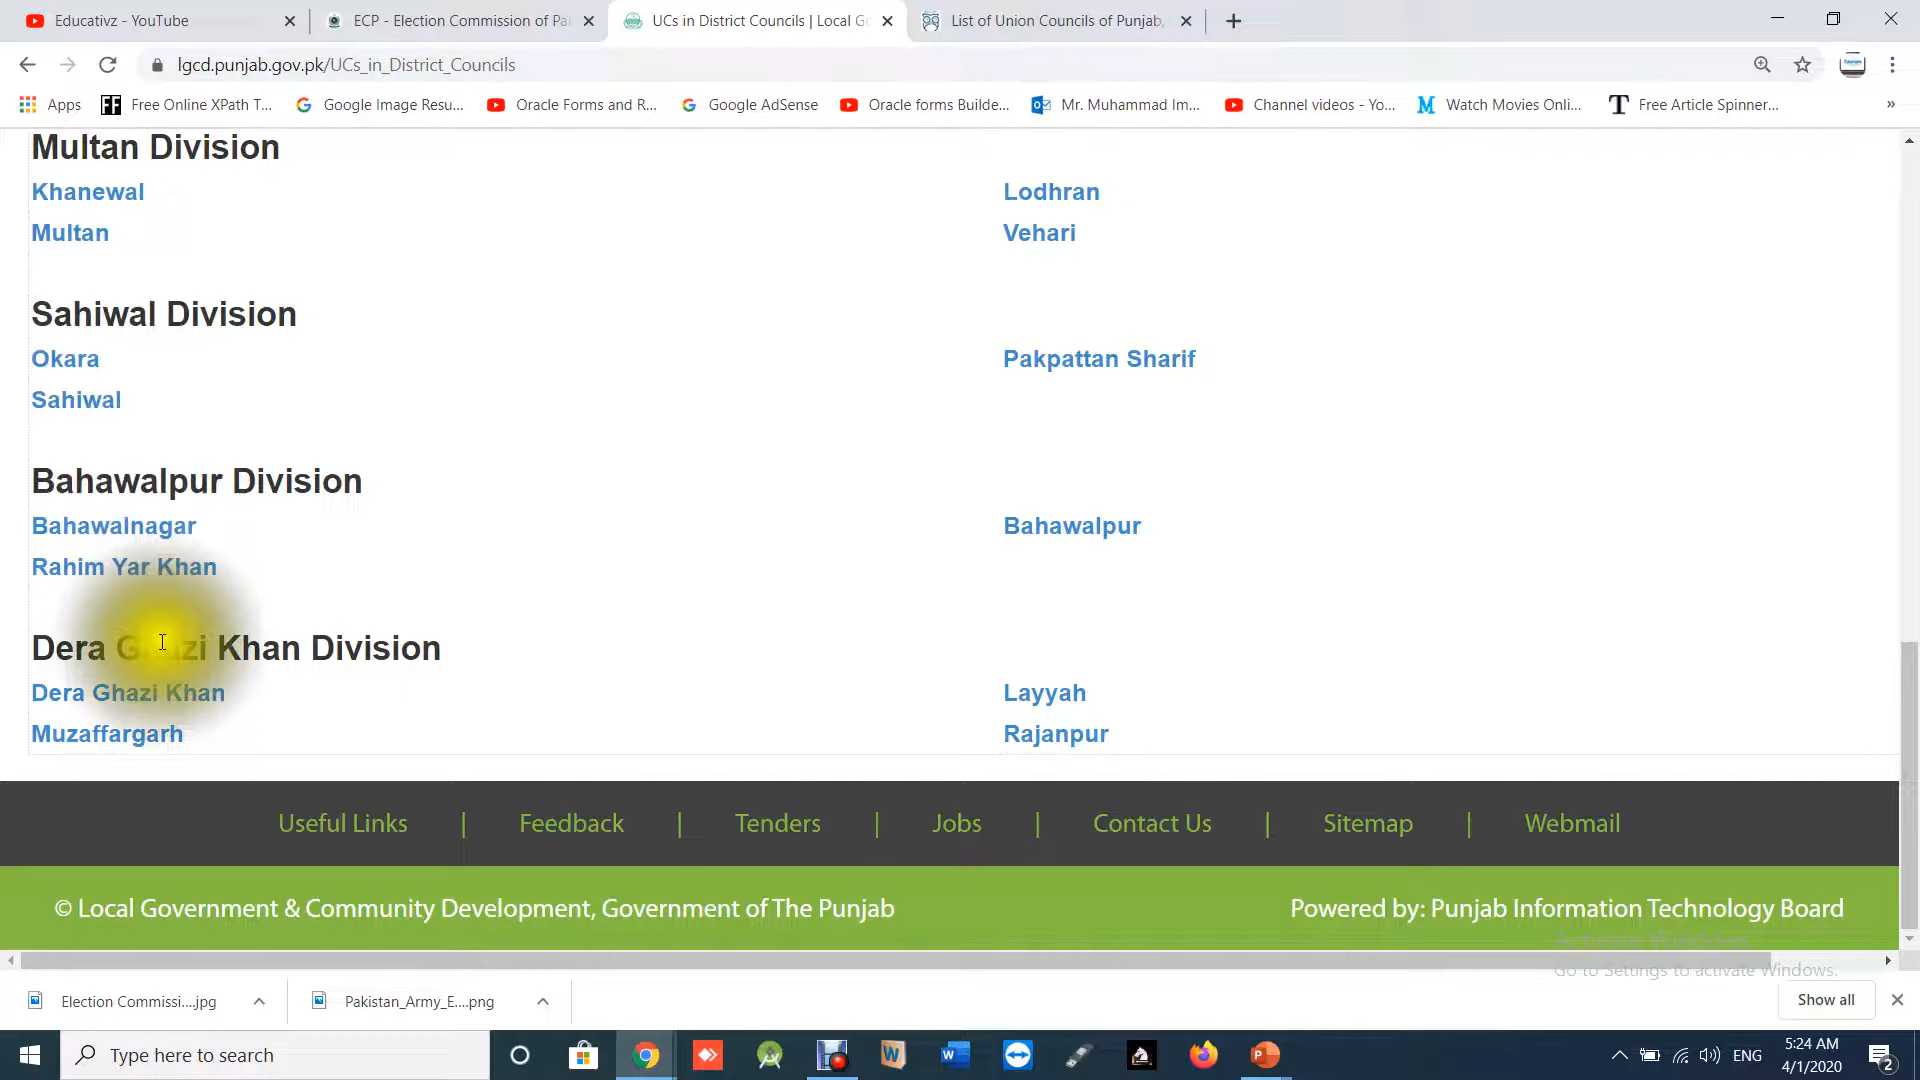 Educativz - YouTube
ECP - Election Commission of Pa
UCs in District Councils | Local Go
List of Union Councils of Punjab,
lgcd.punjab.gov.pk/UCs_in_District_Councils
Apps
Free Online XPath T...
Google Image Resu...
Oracle Forms and R...
Google AdSense
Oracle forms Builde...
Mr. Muhammad Im...
Channel videos - Yo...
Watch Movies Onli...
Free Article Spinner...
»
Multan Division
Khanewal
Lodhran
Multan
Vehari
Sahiwal Division
Okara
Pakpattan Sharif
Sahiwal
Bahawalpur Division
Bahawalnagar
Bahawalpur
Rahim Yar Khan
Dera Ghazi Khan Division
Dera Ghazi Khan
Layyah
Muzaffargarh
Rajanpur
Useful Links | Feedback | Tenders | Jobs | Contact Us | Sitemap | Webmail
© Local Government & Community Development, Government of The Punjab
Powered by: Punjab Information Technology Board
Activate Windows
Go to Settings to activate Windows.
Election Commissi....jpg
Pakistan_Army_E....png
Show all
Type here to search
ENG
5:24 AM
4/1/2020
2